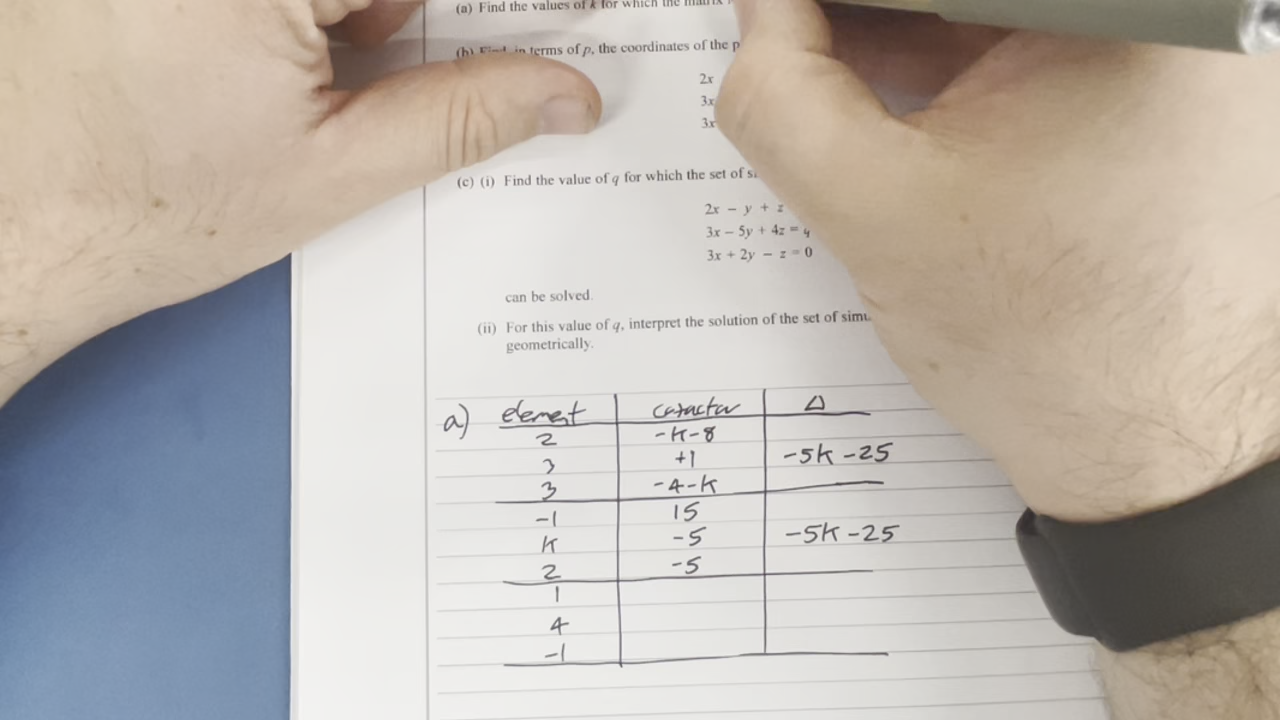 (a) Find the values of k for which the matrix
(b) Find, in terms of p, the coordinates of the p
2x
3x
3x
(c) (i) Find the value of q for which the set of si
2x − y + z
3x − 5y + 4z = q
3x + 2y − z = 0
can be solved.
(ii) For this value of q, interpret the solution of the set of simu
geometrically.
a) element cofactor Δ
2 -k-8
3 +1 -5k-25
3 -4-k
-1 15
k -5 -5k-25
2 -5
1
4
-1